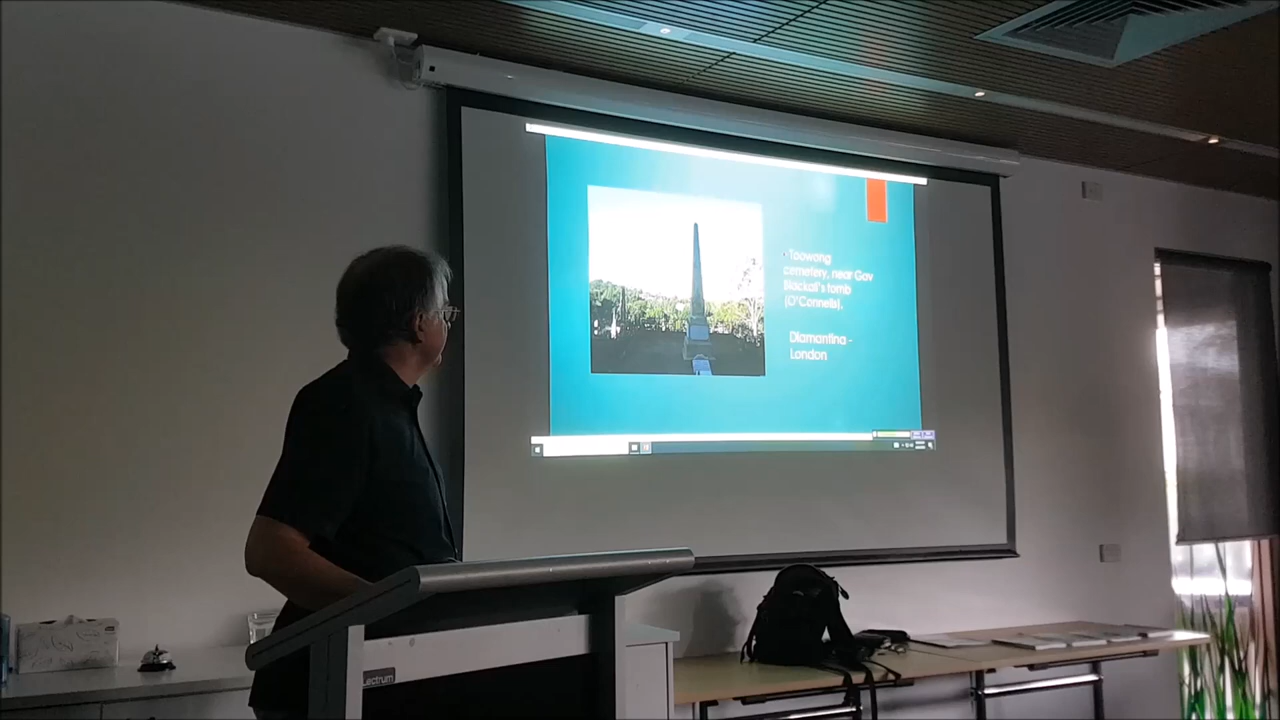 Toowong
cemetery, near Gov
Blackall's tomb
(O'Connells).
Diamantina -
London
Lectrum